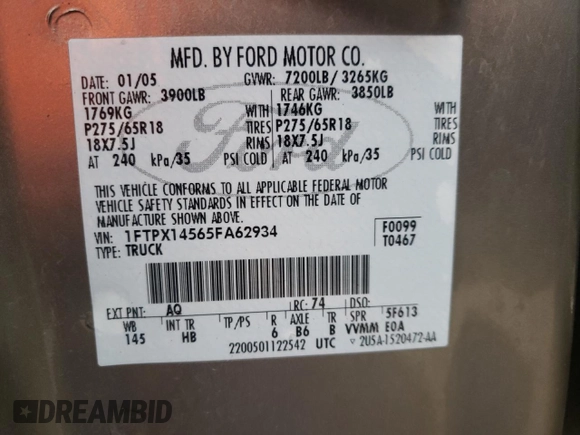 MFD. BY FORD MOTOR CO.
DATE 01/05 GVWR: 7200LB/ 3265KG
FRONT GAWR: 3900LB REAR GAWR: 3850LB
1769KG WITH 1746KG WITH
P275/65R18 TIRES P275/65R18 TIRES
18X7.5J RIMS 18X7.5J RIMS
AT 240 kPa/35 PSI COLD AT 240 kPa/35 PSI COLD
THIS VEHICLE CONFORMS TO ALL APPLICABLE FEDERAL MOTOR
VEHICLE SAFETY STANDARDS IN EFFECT ON THE DATE OF
MANUFACTURE SHOWN ABOVE.
VIN: 1FTPX14565FA62934 F0099
TYPE: TRUCK T0467
EXT PNT: AQ RC: 74 DSO:
WB INT TR TP/PS R AXLE TR SPR 5F613
145 HB 6 B6 B VVMM EOA
2200501122542 UTC 2USA-1520472-AA
Ford
DREAMBID